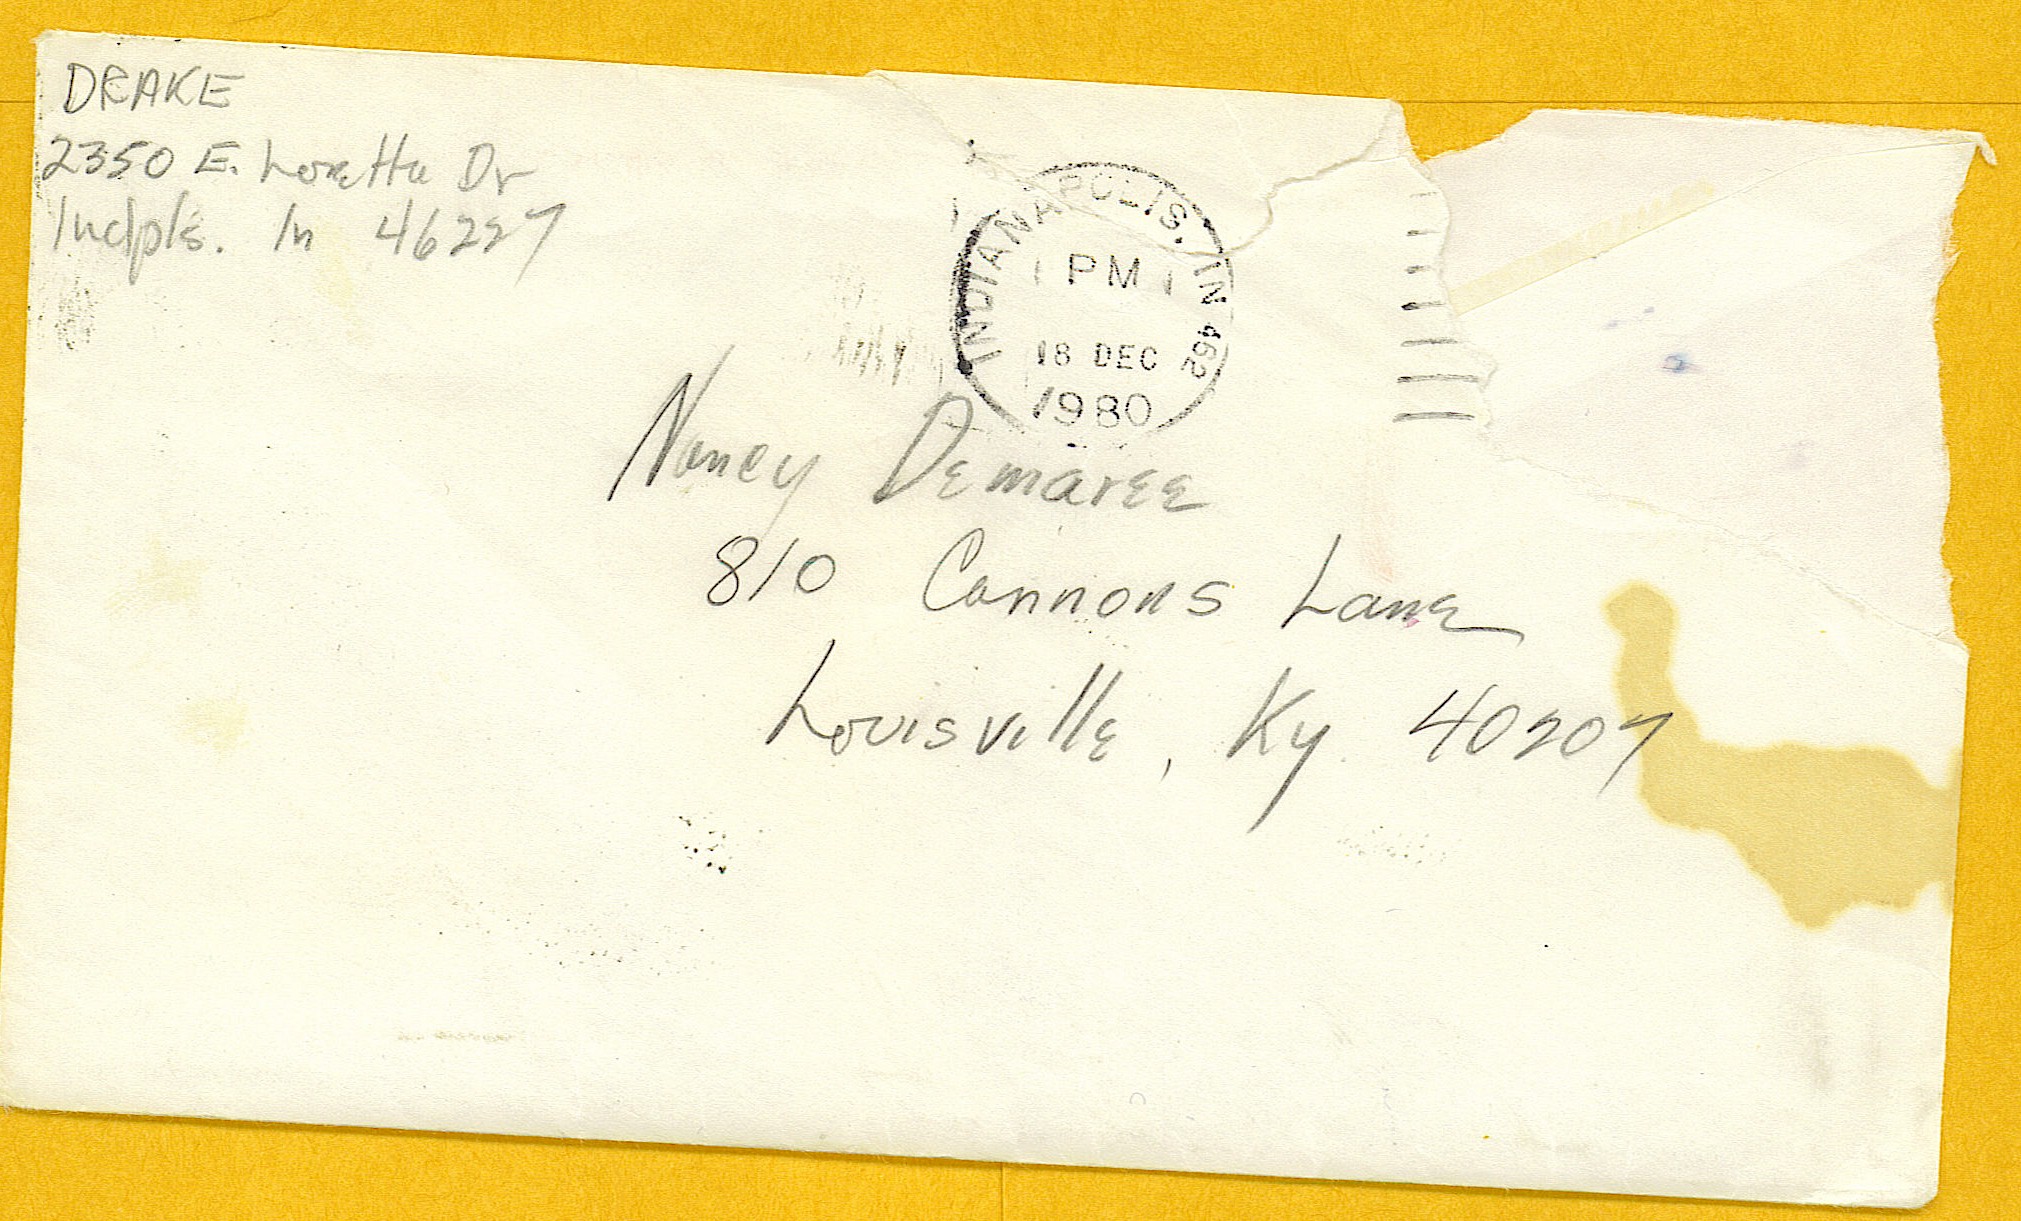 DRAKE
2350 E. Loretta Dr
Indpls. In 46227
INDIANAPOLIS, IN 462
PM
18 DEC
1980
Nancy Demaree
810 Cannons Lane
Louisville, Ky. 40207